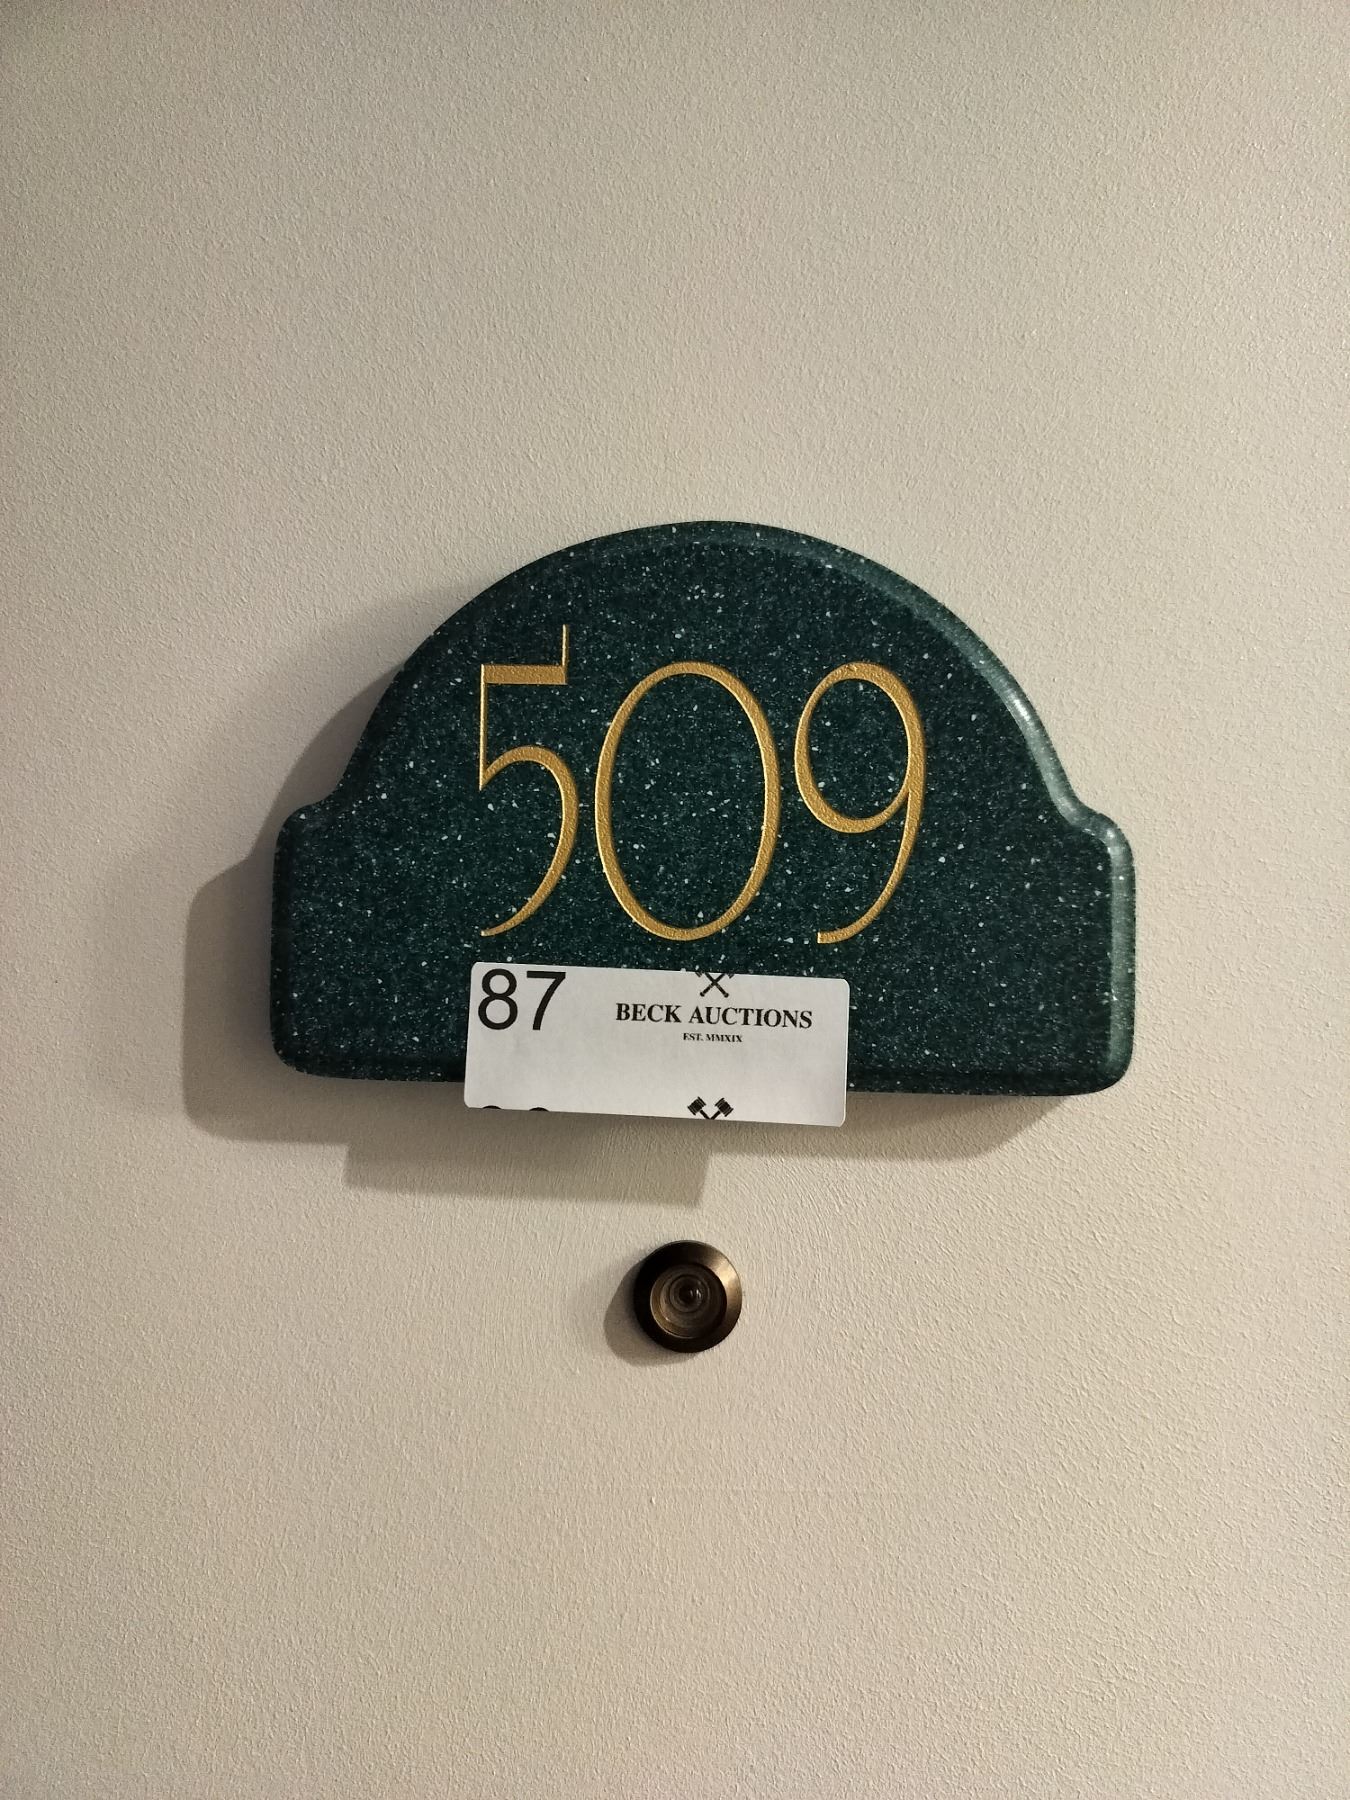 509
87
BECK AUCTIONS
EST. MMXIX